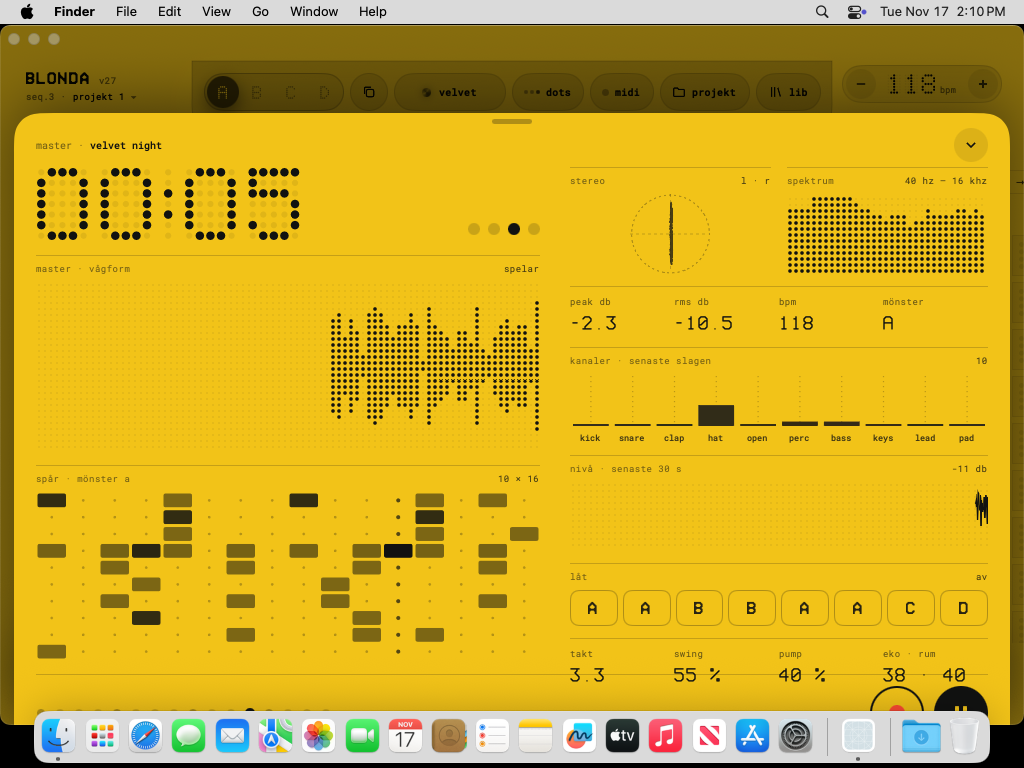 Finder File Edit View Go Window Help Tue Nov 17 2:10 PM
BLONDA v27
seq.3 · projekt 1
A B C D velvet dots midi projekt lib
− 118 bpm +
master · velvet night
00:05
master · vågform spelar
spår · mönster a 10 × 16
stereo l · r
spektrum 40 hz — 16 khz
peak db rms db bpm mönster
-2.3 -10.5 118 A
kanaler · senaste slagen 10
kick snare clap hat open perc bass keys lead pad
nivå · senaste 30 s -11 db
låt av
A A B B A A C D
takt swing pump eko · rum
3.3 55 % 40 % 38 · 40
NOV
17
tv